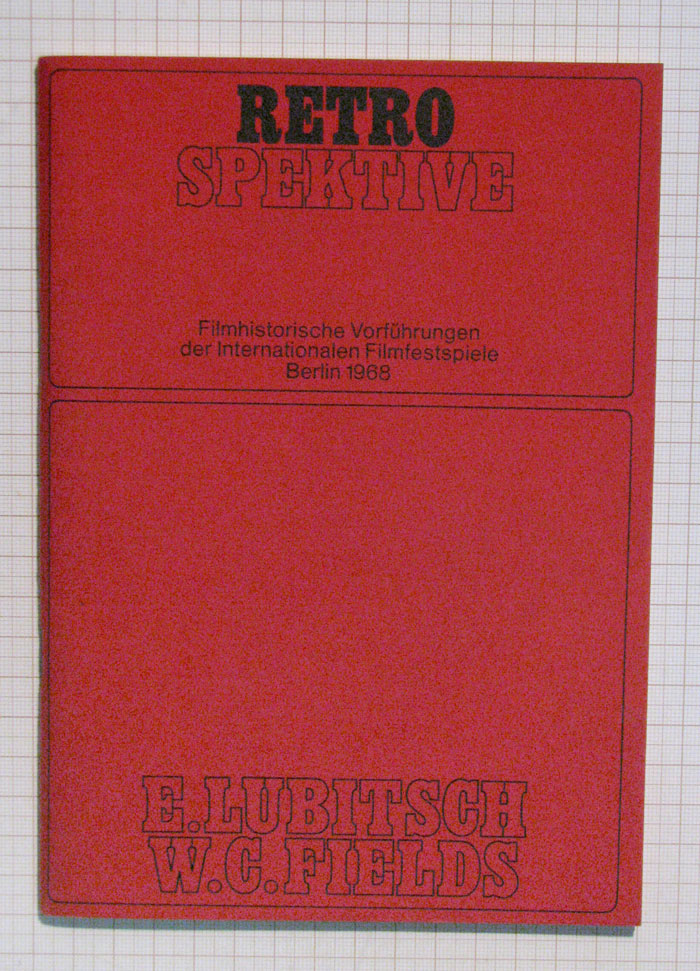 RETRO
SPEKTIVE
Filmhistorische Vorführungen
der Internationalen Filmfestspiele
Berlin 1968
E.LUBITSCH
W.C.FIELDS